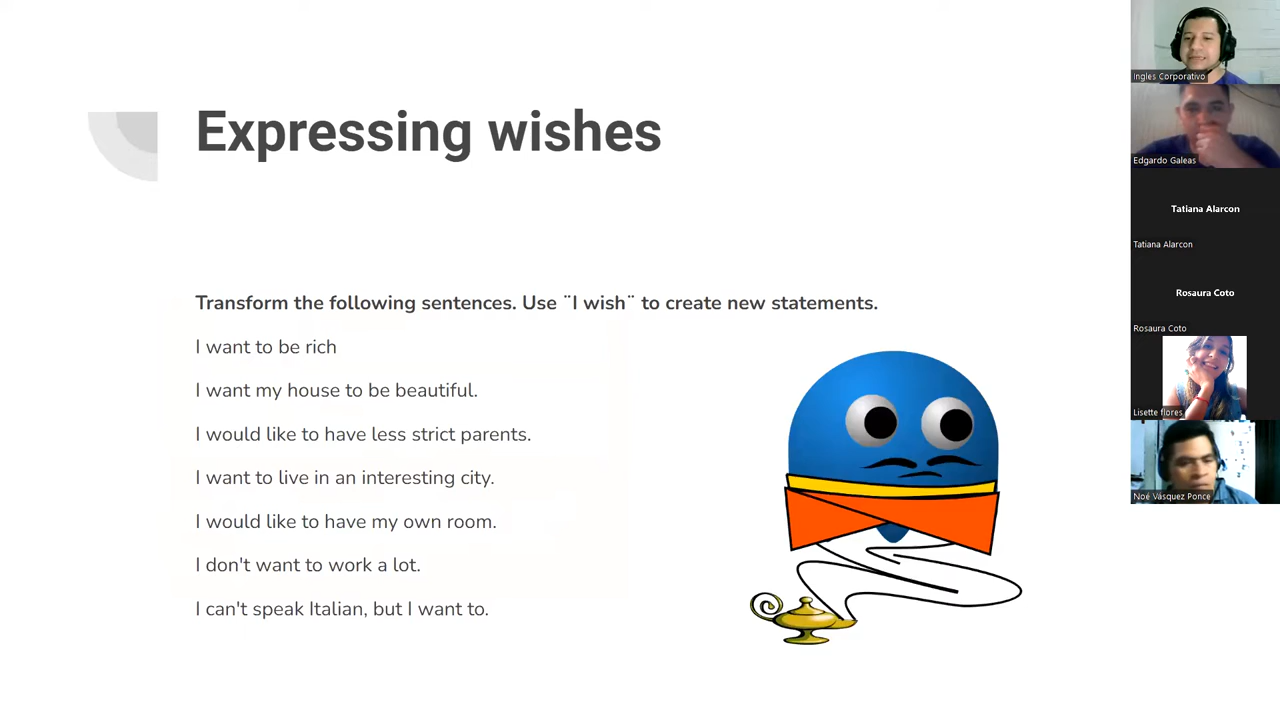 Expressing wishes
Transform the following sentences. Use ¨I wish¨ to create new statements.
I want to be rich
I want my house to be beautiful.
I would like to have less strict parents.
I want to live in an interesting city.
I would like to have my own room.
I don't want to work a lot.
I can't speak Italian, but I want to.
Ingles Corporativo
Edgardo Galeas
Tatiana Alarcon
Tatiana Alarcon
Rosaura Coto
Rosaura Coto
Lisette flores
Noé Vásquez Ponce